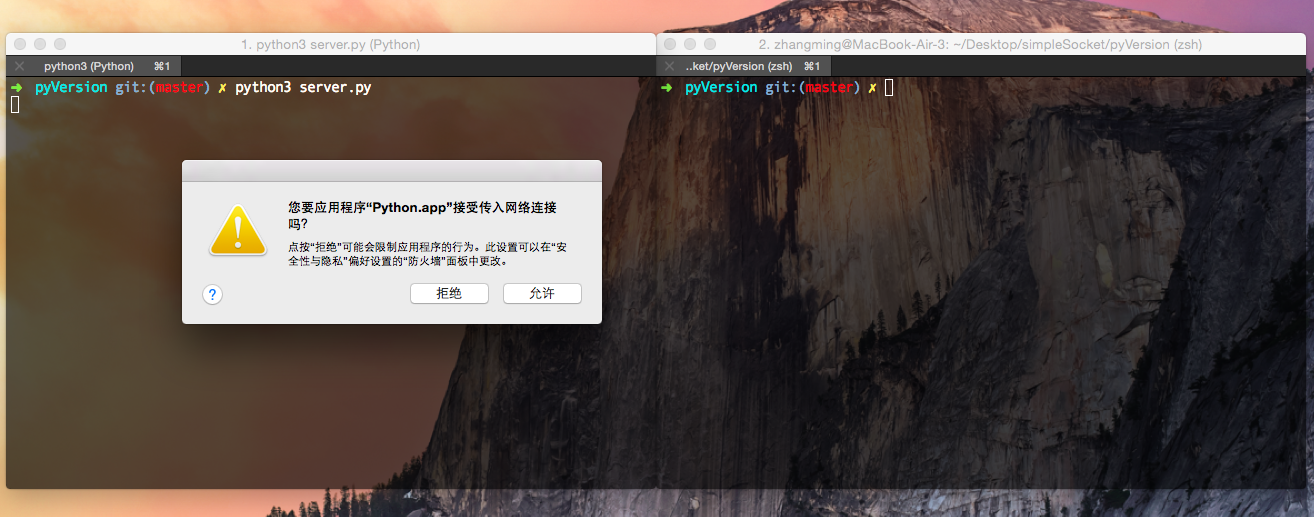 1. python3 server.py (Python)
2. zhangming@MacBook-Air-3: ~/Desktop/simpleSocket/pyVersion (zsh)
python3 (Python) ⌘1
..ket/pyVersion (zsh) ⌘1
➜ pyVersion git:(master) ✗ python3 server.py
➜ pyVersion git:(master) ✗
您要应用程序“Python.app”接受传入网络连接
吗?
点按“拒绝”可能会限制应用程序的行为。此设置可以在“安
全性与隐私”偏好设置的“防火墙”面板中更改。
?
拒绝
允许